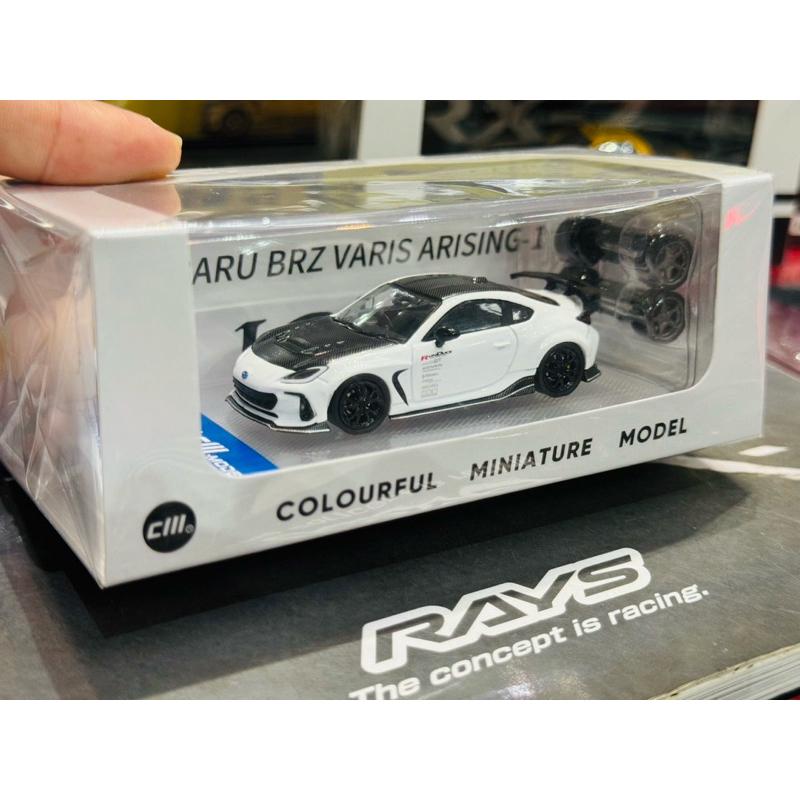 ARU BRZ VARIS ARISING-1
CM
COLOURFUL MINIATURE MODEL
RAYS
The concept is racing.